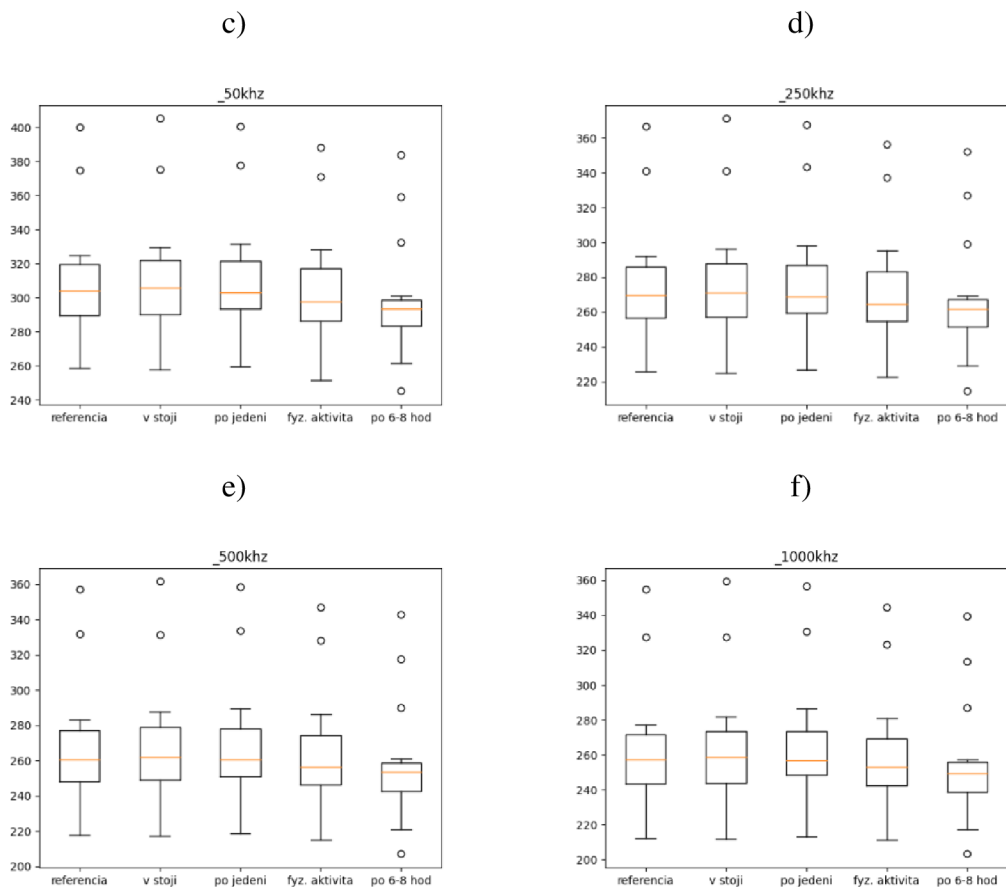 c)
d)
_50khz
400
380
360
340
320
300
280
260
240
referencia v stoji po jedeni fyz. aktivita po 6-8 hod
_250khz
360
340
320
300
280
260
240
220
referencia v stoji po jedeni fyz. aktivita po 6-8 hod
e)
f)
_500khz
360
340
320
300
280
260
240
220
200
referencia v stoji po jedeni fyz. aktivita po 6-8 hod
_1000khz
360
340
320
300
280
260
240
220
200
referencia v stoji po jedeni fyz. aktivita po 6-8 hod